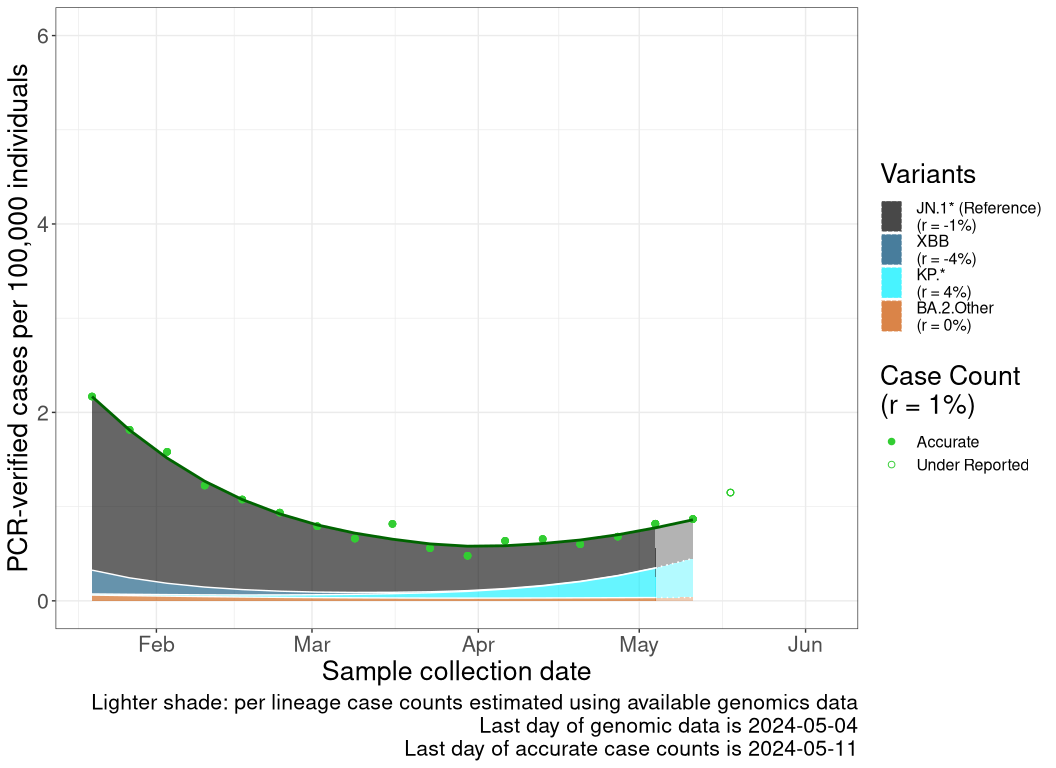 PCR-verified cases per 100,000 individuals
6
4
2
0
Feb
Mar
Apr
May
Jun
Sample collection date
Lighter shade: per lineage case counts estimated using available genomics data
Last day of genomic data is 2024-05-04
Last day of accurate case counts is 2024-05-11
Variants
JN.1* (Reference)
(r = -1%)
XBB
(r = -4%)
KP.*
(r = 4%)
BA.2.Other
(r = 0%)
Case Count
(r = 1%)
Accurate
Under Reported